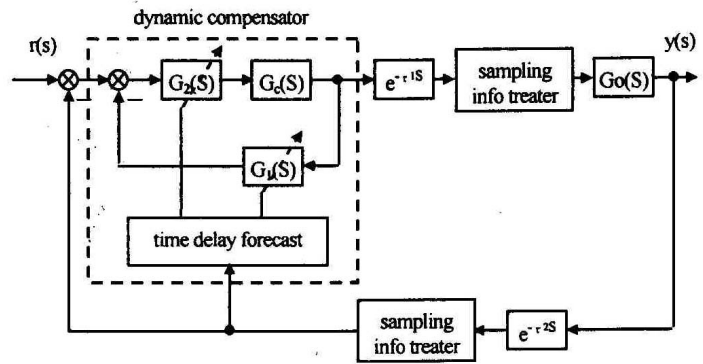 dynamic compensator
r(s)
y(s)
G₂(S)
Gc(S)
e⁻τ1S
sampling
info treater
Go(S)
G₁(S)
time delay forecast
sampling
info treater
e⁻τ2S